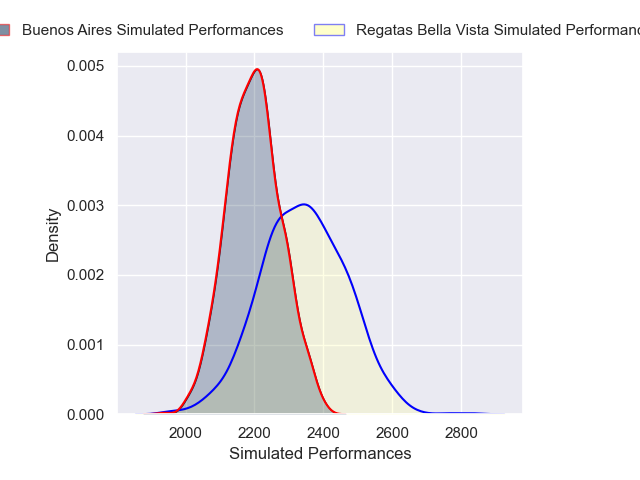 Buenos Aires Simulated Performances Regatas Bella Vista Simulated
0.005
0.004
0.003
0.002
0.001
0.000
Density
2000 2200 2400 2600 2800
Simulated Performances